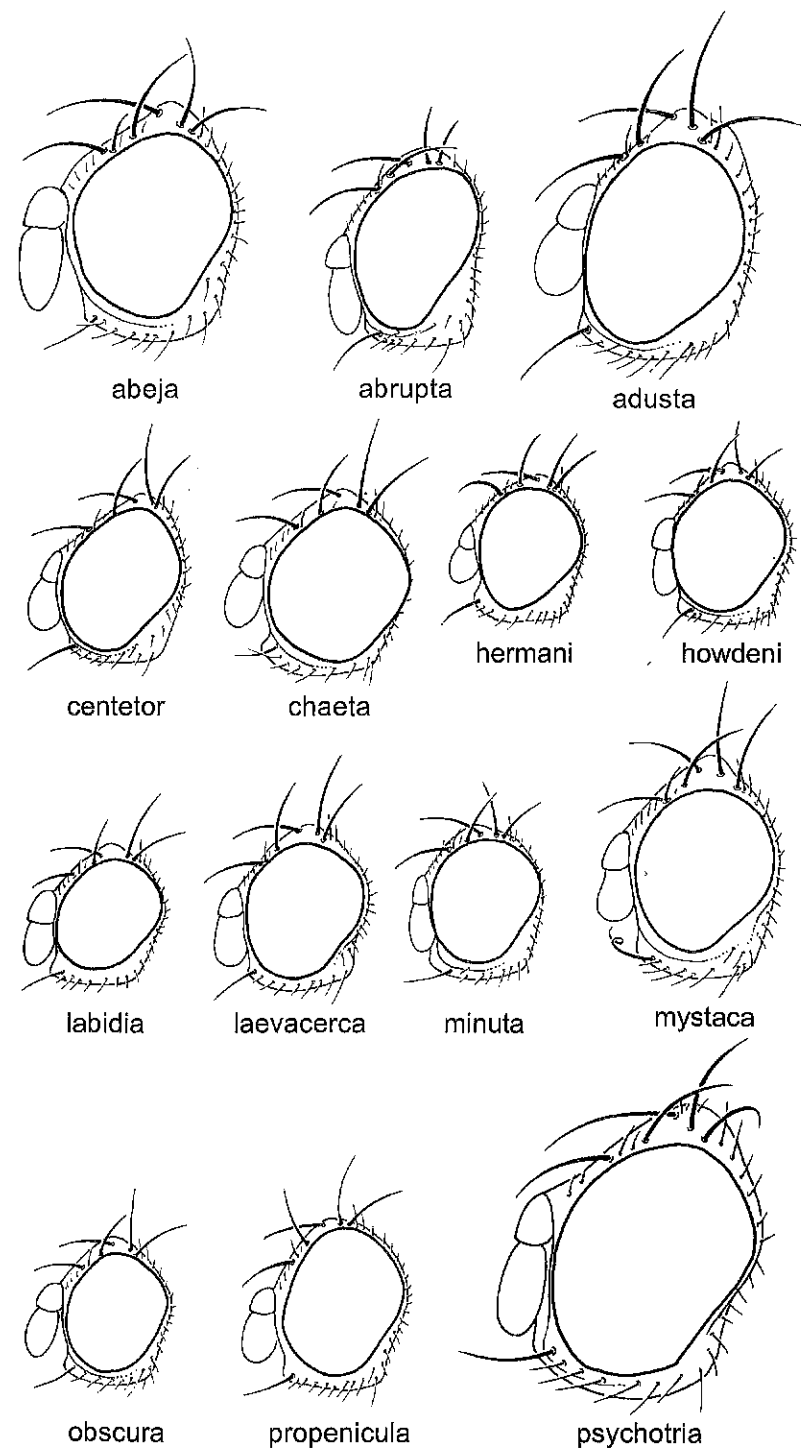 abeja
abrupta
adusta
centetor
chaeta
hermani
howdeni
labidia
laevacerca
minuta
mystaca
obscura
propenicula
psychotria